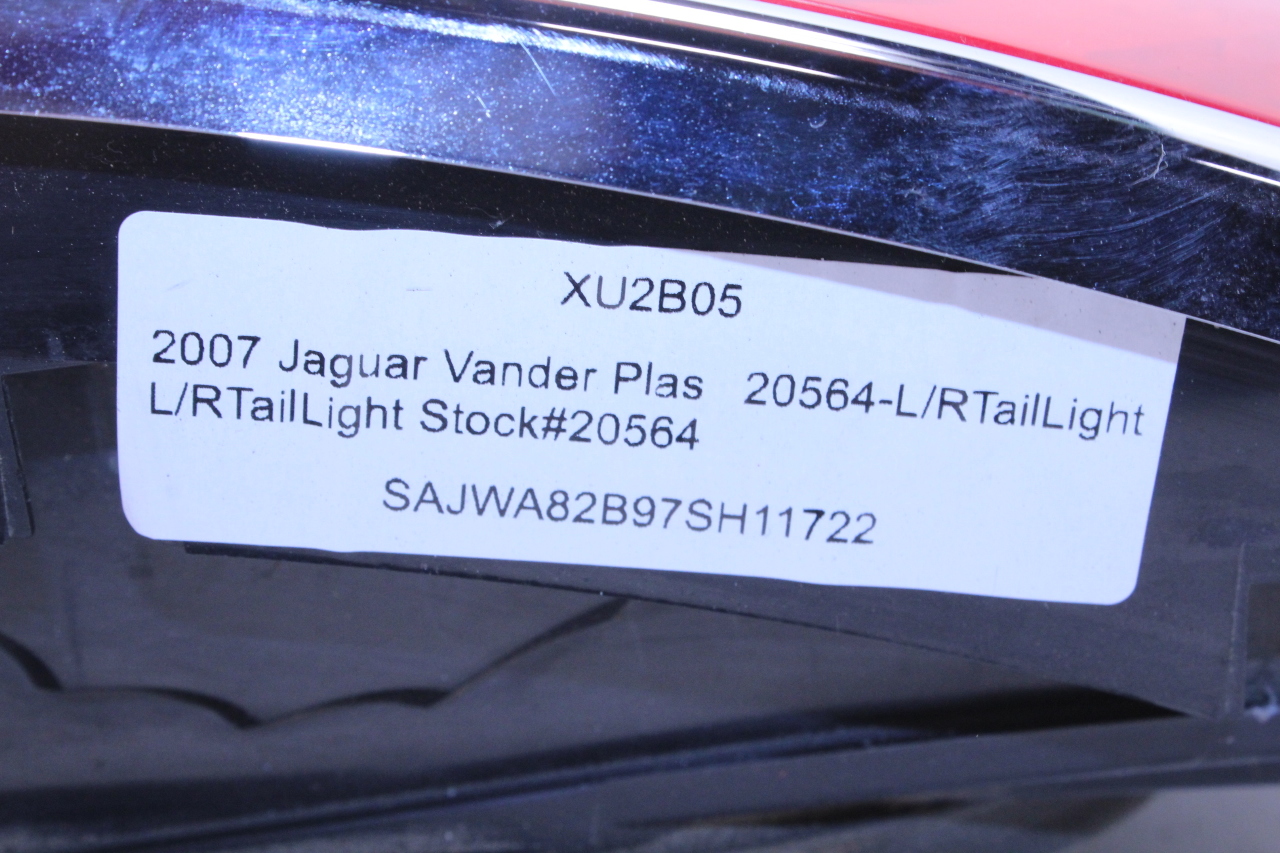 XU2B05
2007 Jaguar Vander Plas 20564-L/RTailLight
L/RTailLight Stock#20564
SAJWA82B97SH11722